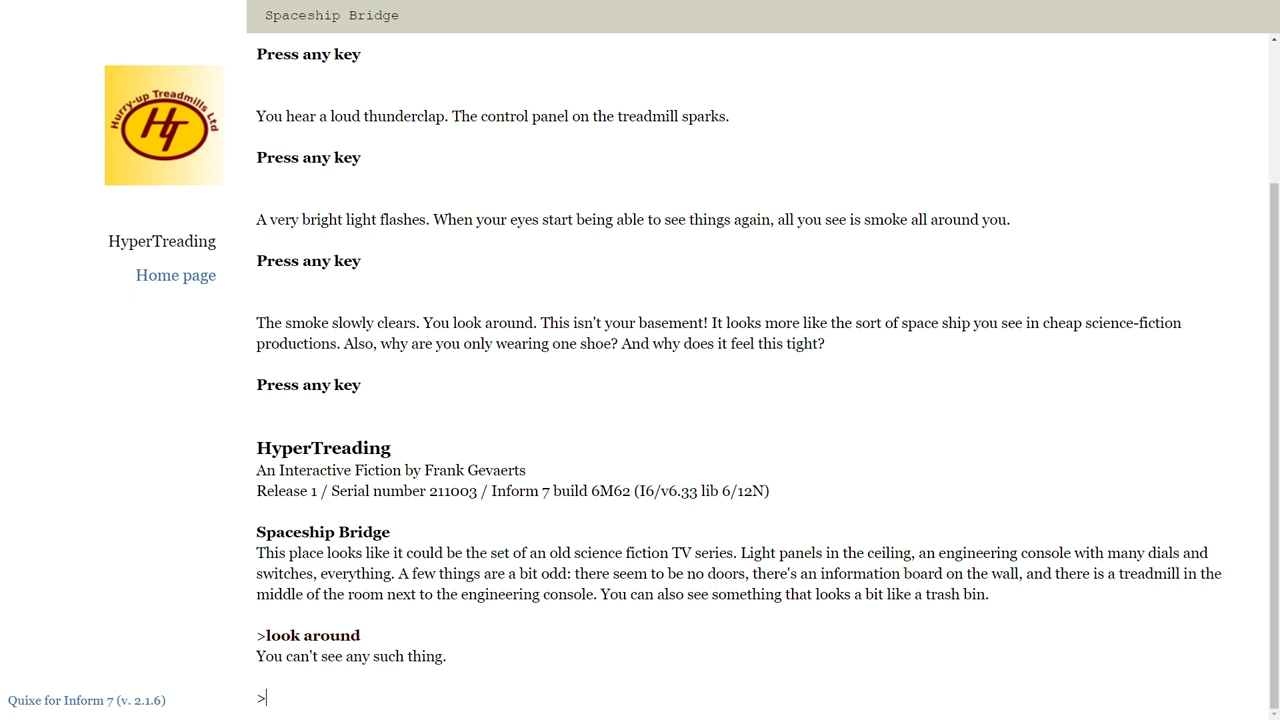 Spaceship Bridge
Press any key
Hurry-up Treadmills Ltd
HT
You hear a loud thunderclap. The control panel on the treadmill sparks.
Press any key
A very bright light flashes. When your eyes start being able to see things again, all you see is smoke all around you.
HyperTreading
Press any key
Home page
The smoke slowly clears. You look around. This isn't your basement! It looks more like the sort of space ship you see in cheap science-fiction
productions. Also, why are you only wearing one shoe? And why does it feel this tight?
Press any key
HyperTreading
An Interactive Fiction by Frank Gevaerts
Release 1 / Serial number 211003 / Inform 7 build 6M62 (I6/v6.33 lib 6/12N)
Spaceship Bridge
This place looks like it could be the set of an old science fiction TV series. Light panels in the ceiling, an engineering console with many dials and
switches, everything. A few things are a bit odd: there seem to be no doors, there's an information board on the wall, and there is a treadmill in the
middle of the room next to the engineering console. You can also see something that looks a bit like a trash bin.
>look around
You can't see any such thing.
>
Quixe for Inform 7 (v. 2.1.6)